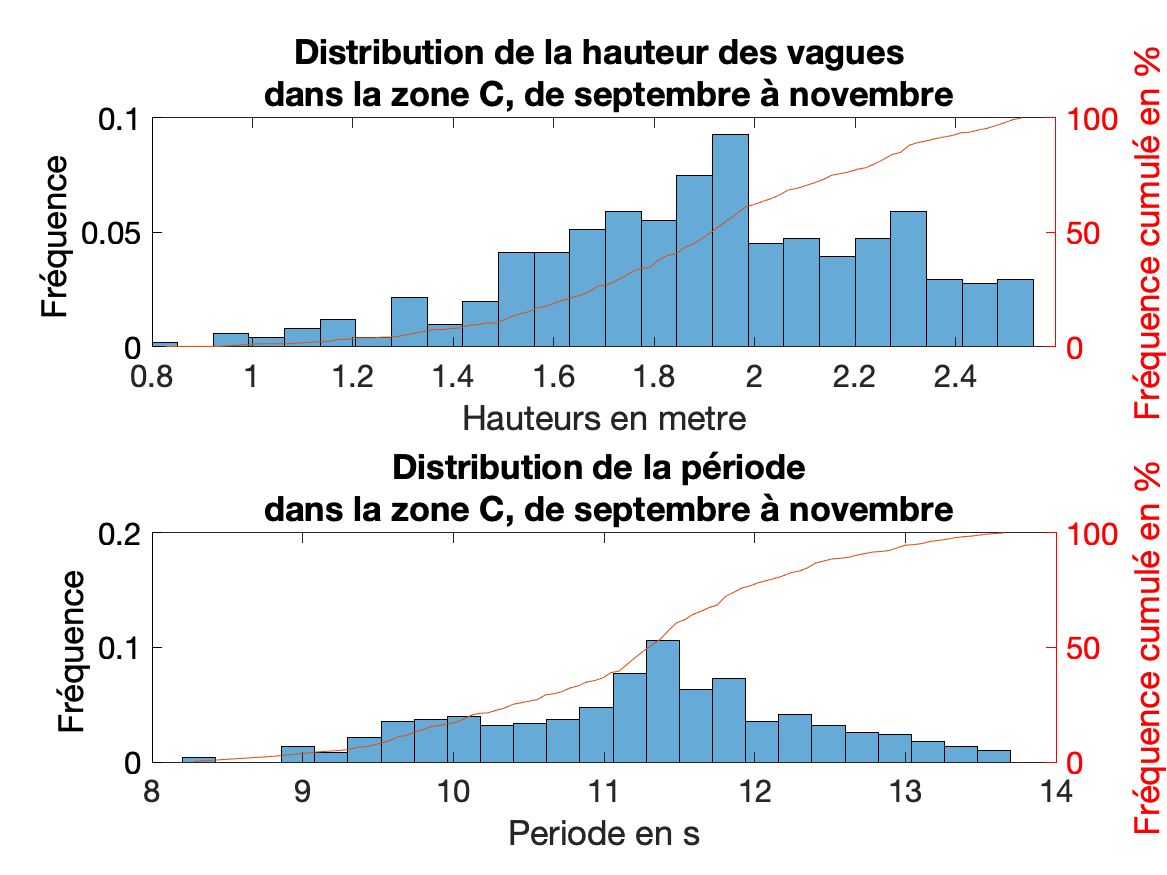 Distribution de la hauteur des vagues
dans la zone C, de septembre à novembre
Fréquence
0.1
0.05
0
100
50
0
Fréquence cumulé en %
0.8 1 1.2 1.4 1.6 1.8 2 2.2 2.4
Hauteurs en metre
Distribution de la période
dans la zone C, de septembre à novembre
Fréquence
0.2
0.1
0
100
50
0
Fréquence cumulé en %
8 9 10 11 12 13 14
Periode en s